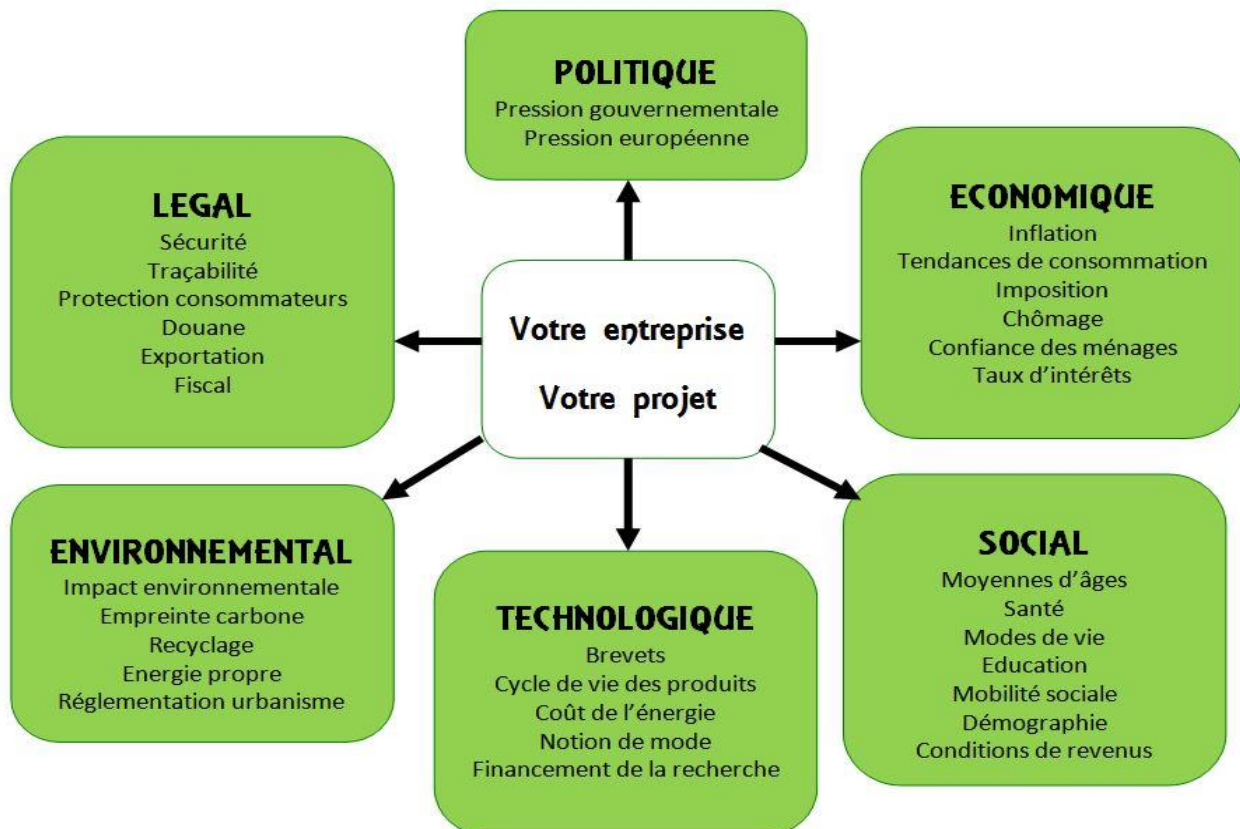 POLITIQUE
Pression gouvernementale
Pression européenne
LEGAL
Sécurité
Traçabilité
Protection consommateurs
Douane
Exportation
Fiscal
ECONOMIQUE
Inflation
Tendances de consommation
Imposition
Chômage
Confiance des ménages
Taux d'intérêts
Votre entreprise
Votre projet
ENVIRONNEMENTAL
Impact environnementale
Empreinte carbone
Recyclage
Energie propre
Réglementation urbanisme
TECHNOLOGIQUE
Brevets
Cycle de vie des produits
Coût de l'énergie
Notion de mode
Financement de la recherche
SOCIAL
Moyennes d'âges
Santé
Modes de vie
Education
Mobilité sociale
Démographie
Conditions de revenus